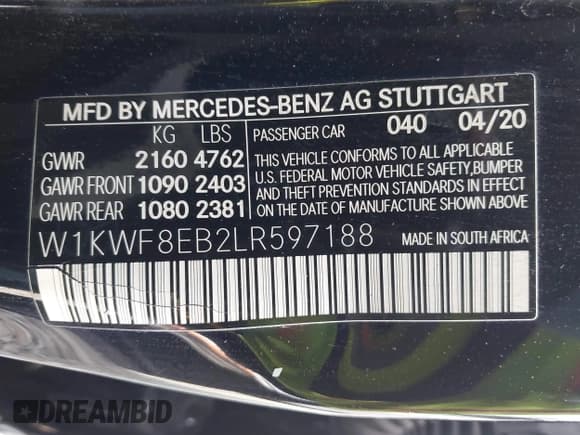 MFD BY MERCEDES-BENZ AG STUTTGART
KG LBS PASSENGER CAR 040 04/20
GVWR 2160 4762 THIS VEHICLE CONFORMS TO ALL APPLICABLE
U.S. FEDERAL MOTOR VEHICLE SAFETY,BUMPER
GAWR FRONT 1090 2403 AND THEFT PREVENTION STANDARDS IN EFFECT
GAWR REAR 1080 2381 ON THE DATE OF MANUFACTURE SHOWN ABOVE.
W1KWF8EB2LR597188 MADE IN SOUTH AFRICA
DREAMBID